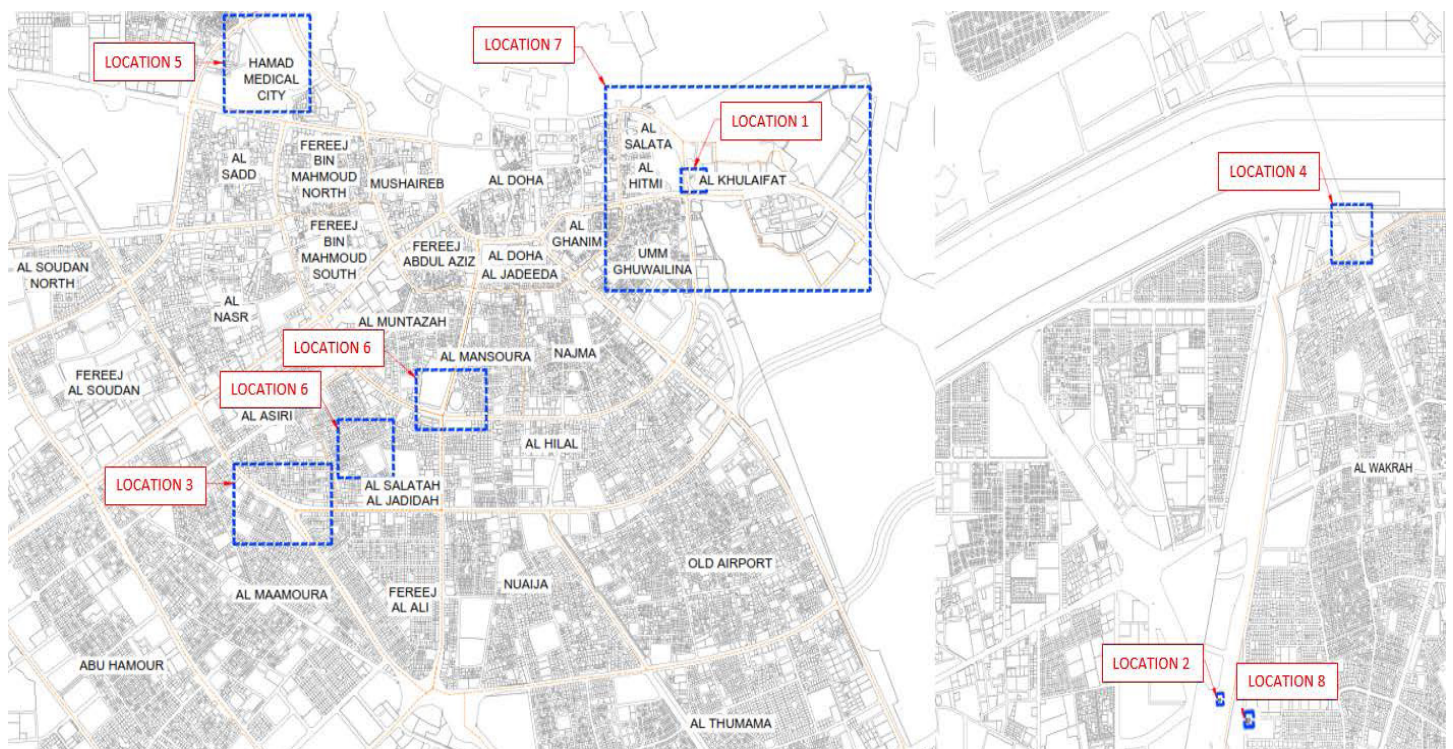 LOCATION 5
HAMAD
MEDICAL
CITY
LOCATION 7
AL
SALATA
LOCATION 1
AL
HITMI
AL KHULAIFAT
AL
SADD
FEREEJ
BIN
MAHMOUD
NORTH
MUSHAIREB
AL DOHA
FEREEJ
BIN
MAHMOUD
SOUTH
FEREEJ
ABDUL AZIZ
AL
GHANIM
AL DOHA
AL JADEEDA
UMM
GHUWAILINA
AL SOUDAN
NORTH
AL
NASR
AL MUNTAZAH
LOCATION 6
AL MANSOURA
NAJMA
FEREEJ
AL SOUDAN
LOCATION 6
AL ASIRI
AL HILAL
LOCATION 3
AL SALATAH
AL JADIDAH
OLD AIRPORT
NUAIJA
AL MAAMOURA
FEREEJ
AL ALI
ABU HAMOUR
AL THUMAMA
LOCATION 4
AL WAKRAH
LOCATION 2
LOCATION 8